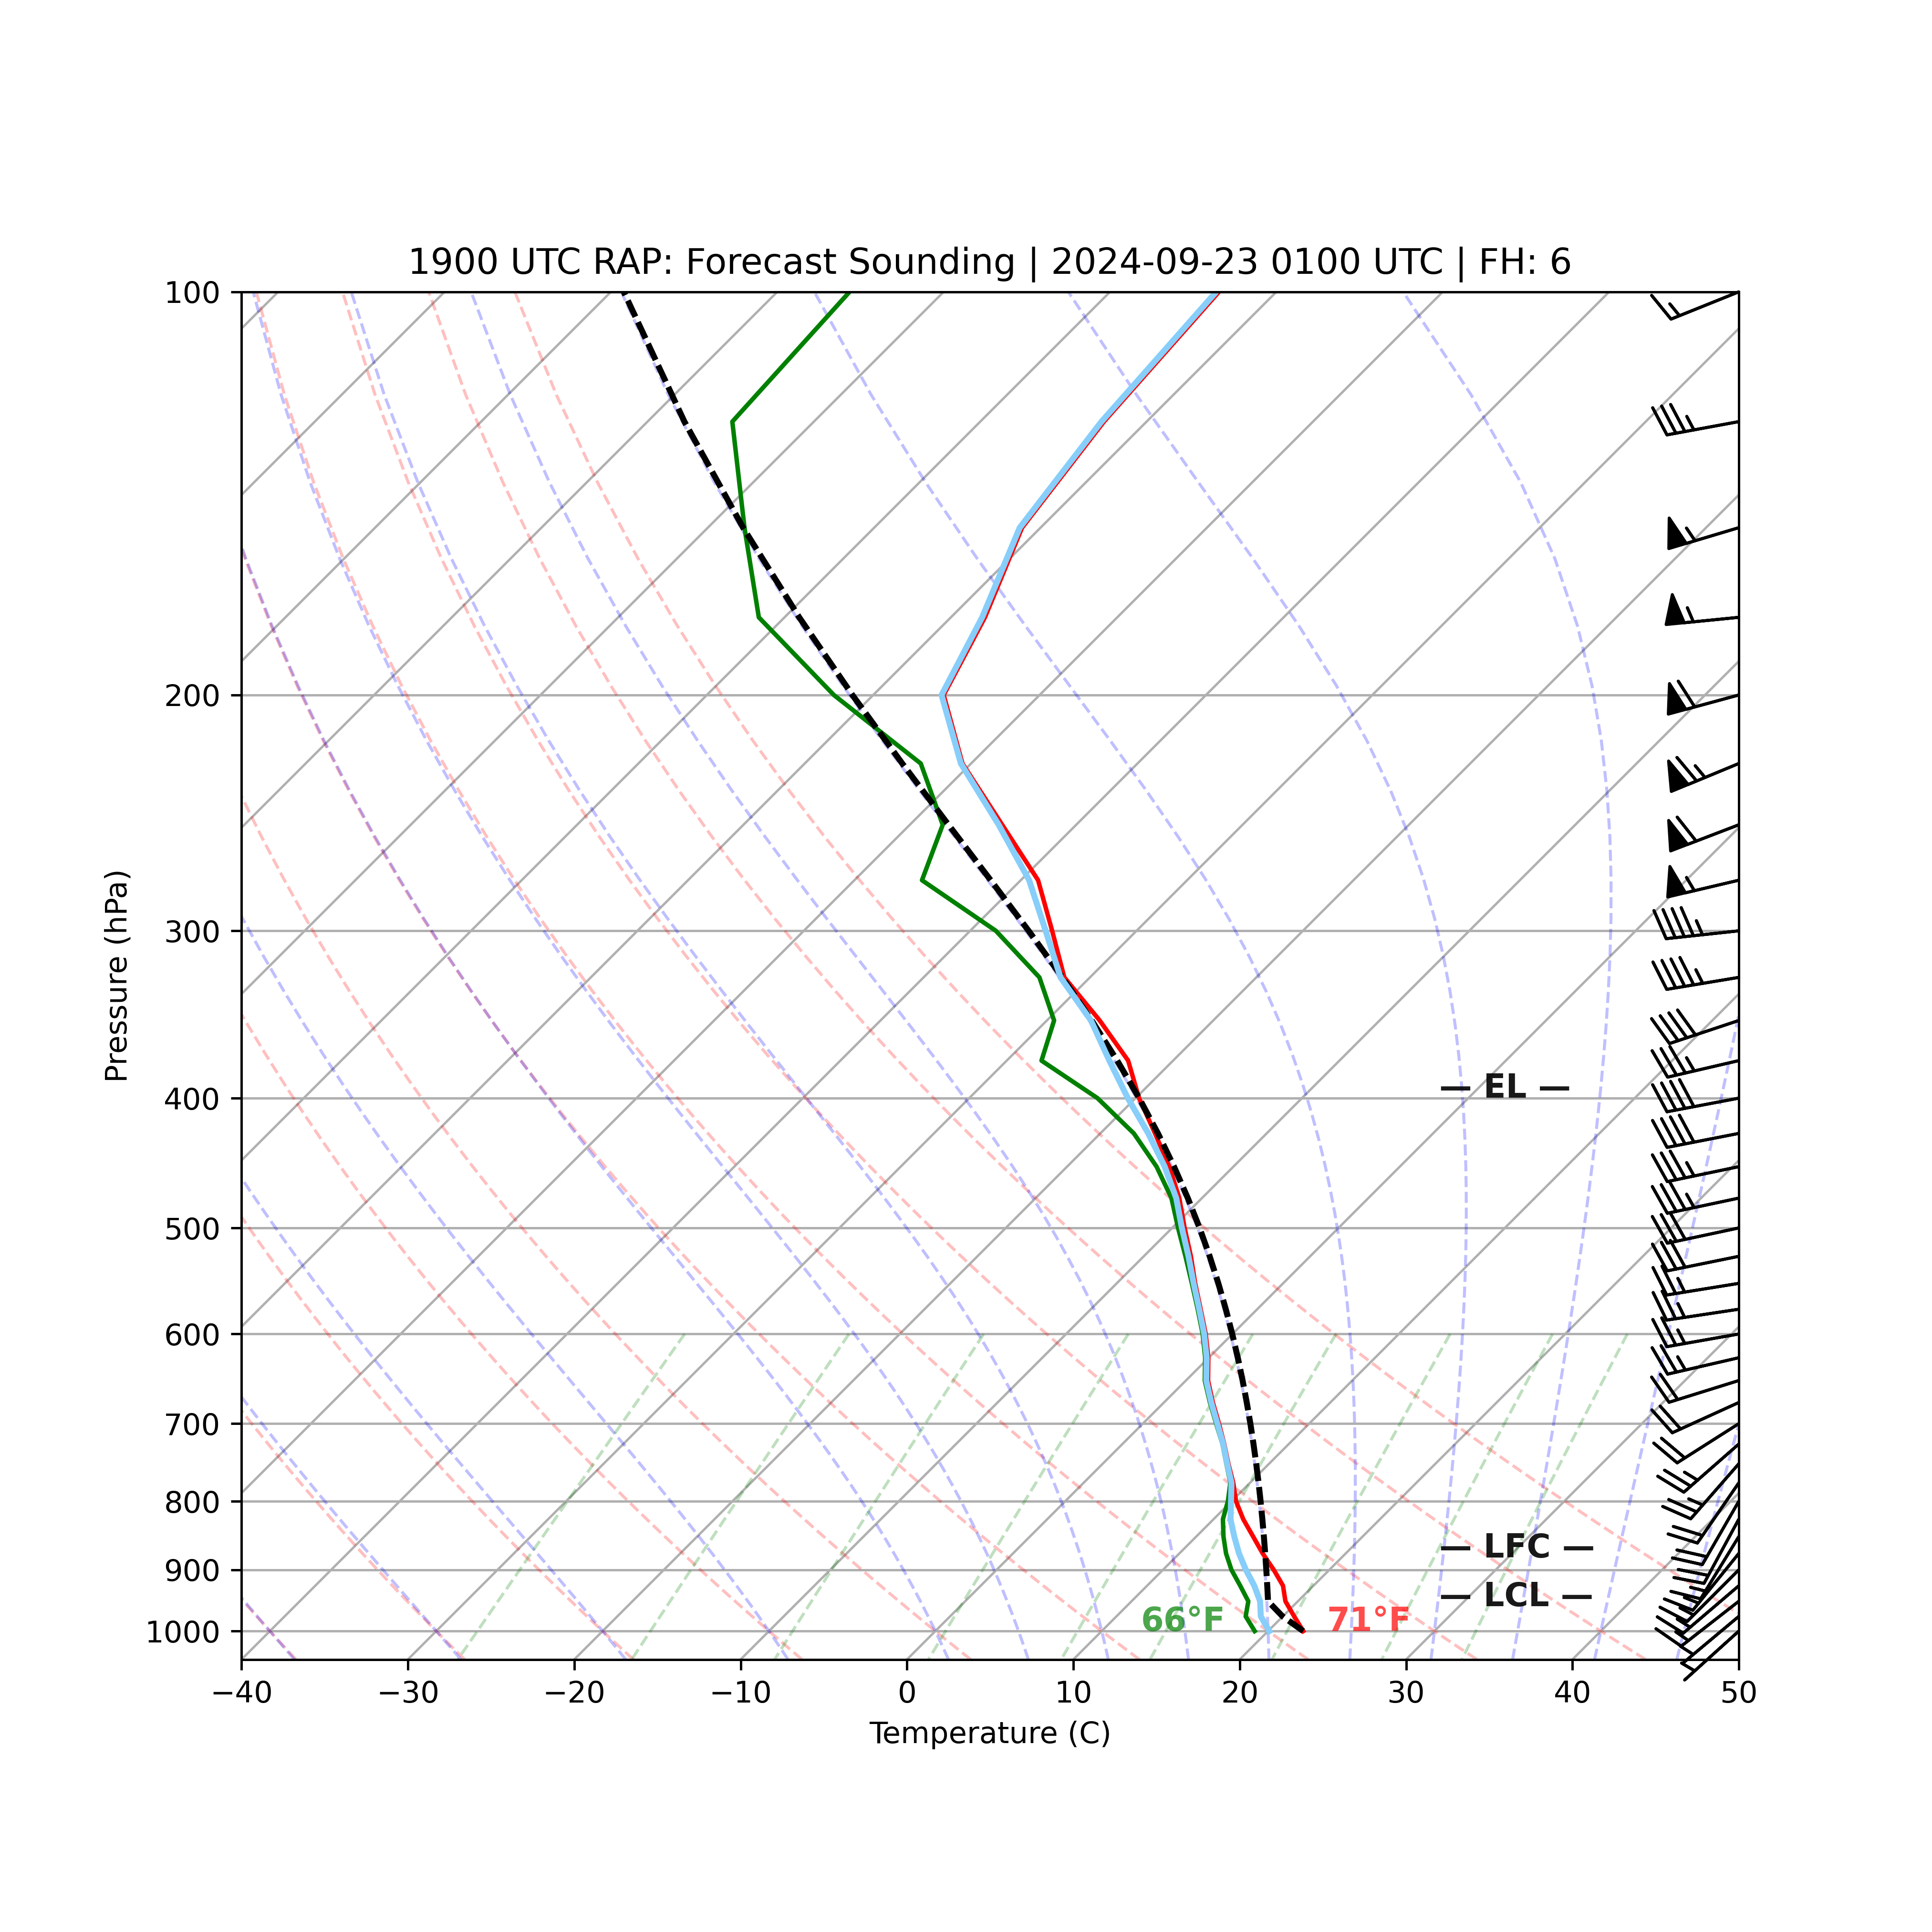 1900 UTC RAP: Forecast Sounding | 2024-09-23 0100 UTC | FH: 6
100
200
300
400
500
600
700
800
900
1000
Pressure (hPa)
— EL —
— LFC —
— LCL —
66°F
71°F
−40 −30 −20 −10 0 10 20 30 40 50
Temperature (C)